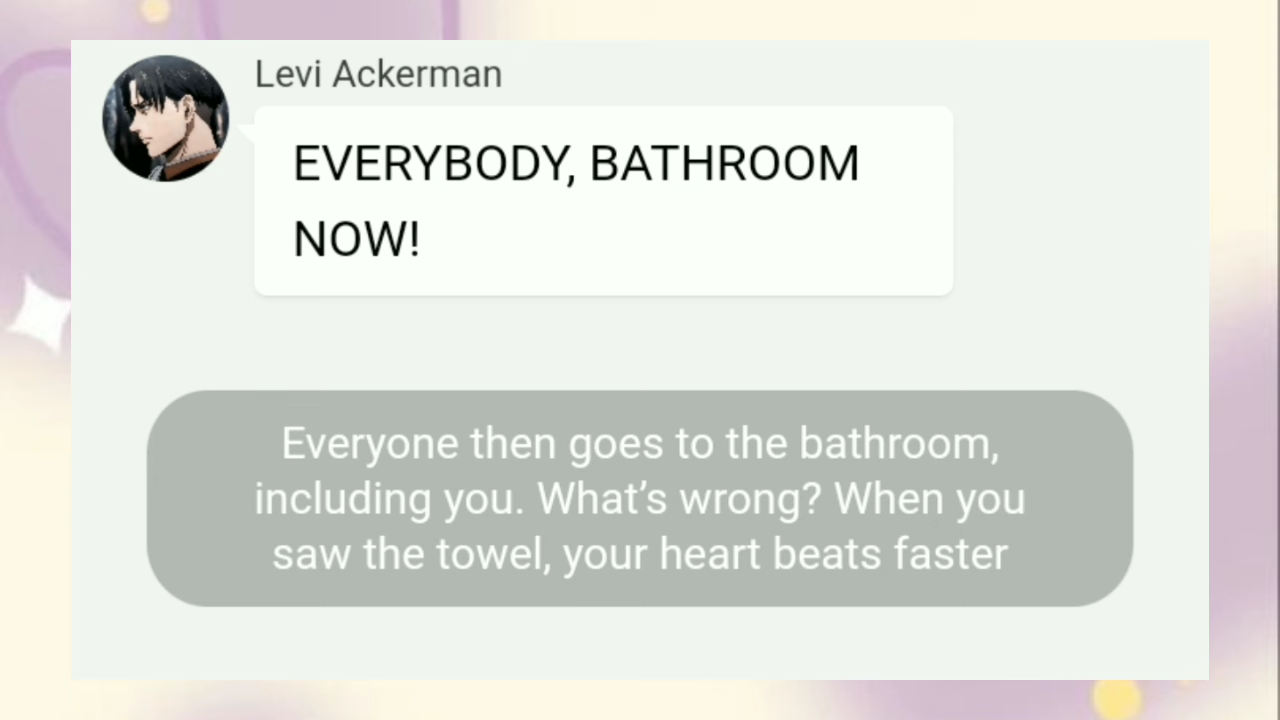 Levi Ackerman
EVERYBODY, BATHROOM
NOW!
Everyone then goes to the bathroom,
including you. What’s wrong? When you
saw the towel, your heart beats faster